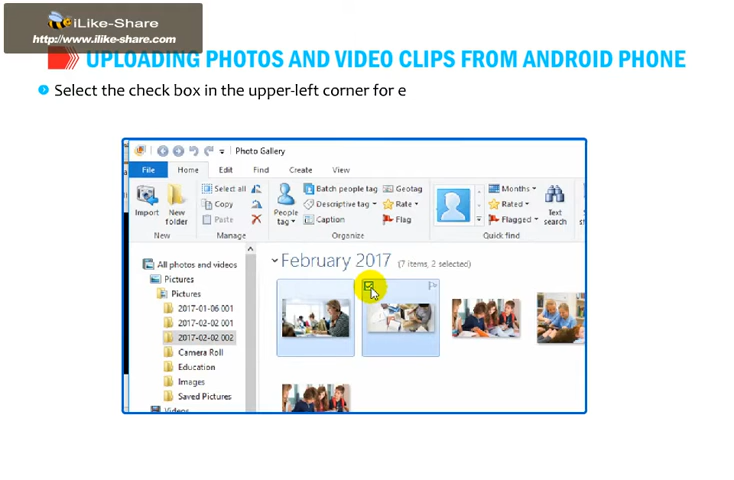 iLike-Share
http://www.ilike-share.com
UPLOADING PHOTOS AND VIDEO CLIPS FROM ANDROID PHONE
Select the check box in the upper-left corner for e
Photo Gallery
File Home Edit Find Create View
Import
New folder
New
Select all
Copy
Paste
Manage
People tag
Batch people tag
Descriptive tag
Caption
Geotag
Rate
Flag
Organize
Months
Rated
Flagged
Text search
Quick find
All photos and videos
Pictures
Pictures
2017-01-06 001
2017-02-02 001
2017-02-02 002
Camera Roll
Education
Images
Saved Pictures
Videos
February 2017 (7 items, 2 selected)